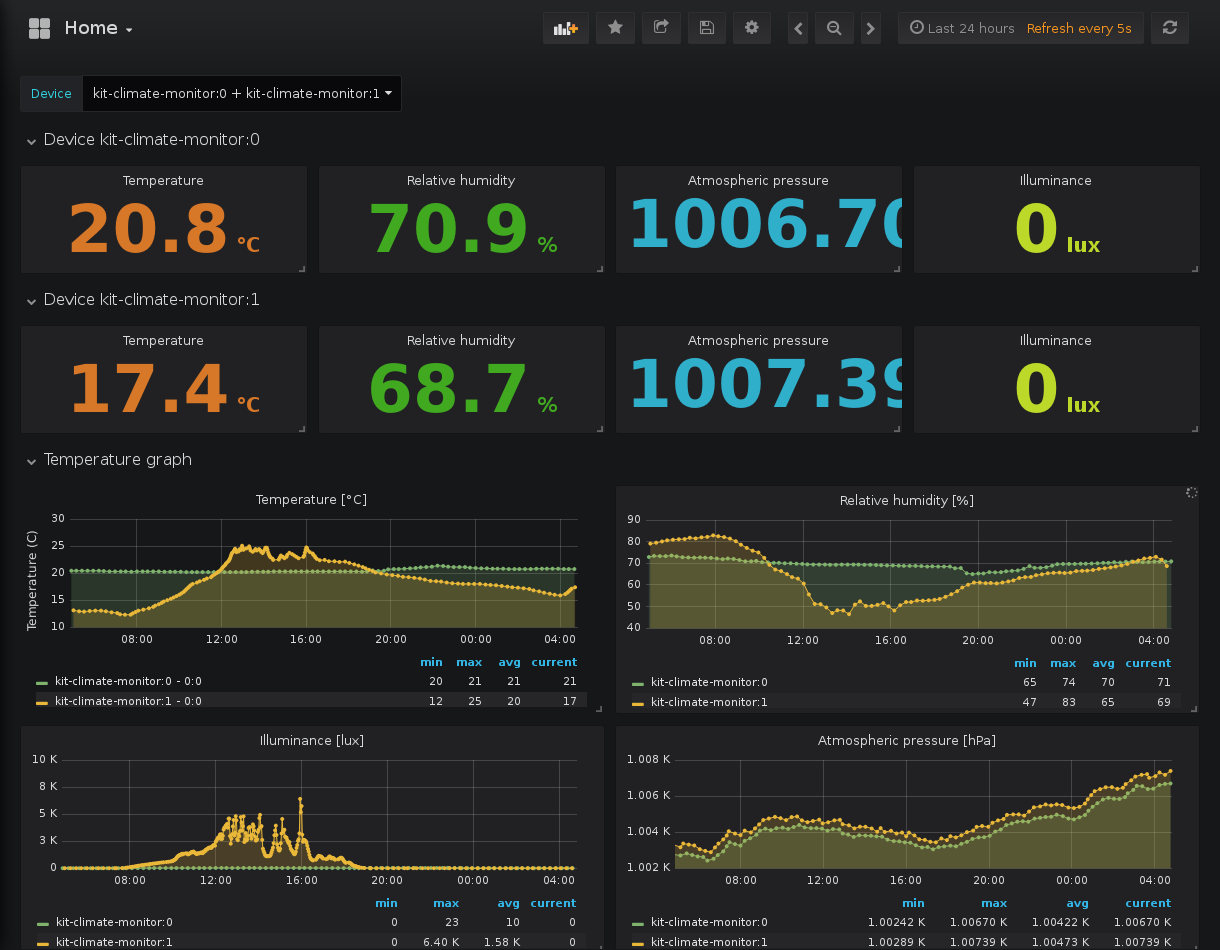 Home
Last 24 hours Refresh every 5s
Device kit-climate-monitor:0 + kit-climate-monitor:1
Device kit-climate-monitor:0
Temperature Relative humidity Atmospheric pressure Illuminance
20.8 °C 70.9 % 1006.70 0 lux
Device kit-climate-monitor:1
Temperature Relative humidity Atmospheric pressure Illuminance
17.4 °C 68.7 % 1007.39 0 lux
Temperature graph
Temperature [°C]
Temperature (C)
30
25
20
15
10
08:00 12:00 16:00 20:00 00:00 04:00
min max avg current
kit-climate-monitor:0 - 0:0 20 21 21 21
kit-climate-monitor:1 - 0:0 12 25 20 17
Relative humidity [%]
90
80
70
60
50
40
08:00 12:00 16:00 20:00 00:00 04:00
min max avg current
kit-climate-monitor:0 65 74 70 71
kit-climate-monitor:1 47 83 65 69
Illuminance [lux]
10 K
8 K
5 K
3 K
0
08:00 12:00 16:00 20:00 00:00 04:00
min max avg current
kit-climate-monitor:0 0 23 10 0
kit-climate-monitor:1 0 6.40 K 1.58 K 0
Atmospheric pressure [hPa]
1.008 K
1.006 K
1.004 K
1.002 K
08:00 12:00 16:00 20:00 00:00 04:00
min max avg current
kit-climate-monitor:0 1.00242 K 1.00670 K 1.00422 K 1.00670 K
kit-climate-monitor:1 1.00289 K 1.00739 K 1.00473 K 1.00739 K